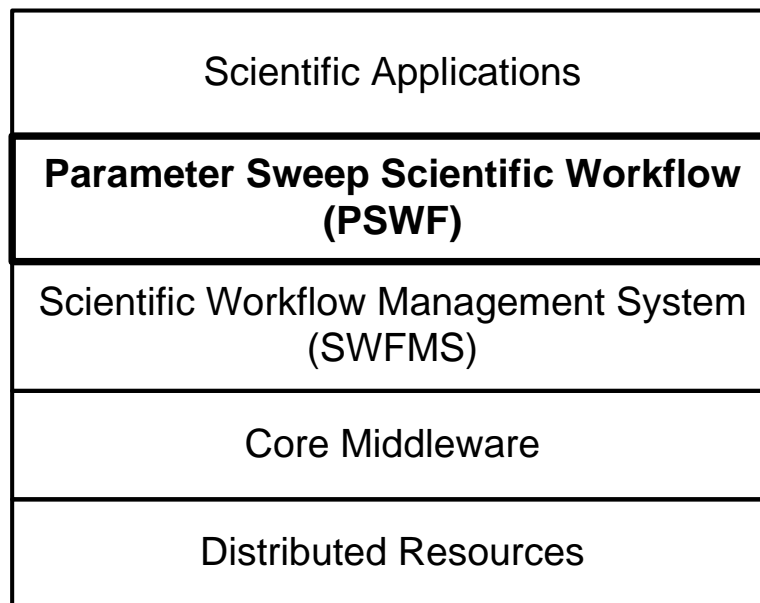 Scientific Applications
Parameter Sweep Scientific Workflow
(PSWF)
Scientific Workflow Management System
(SWFMS)
Core Middleware
Distributed Resources